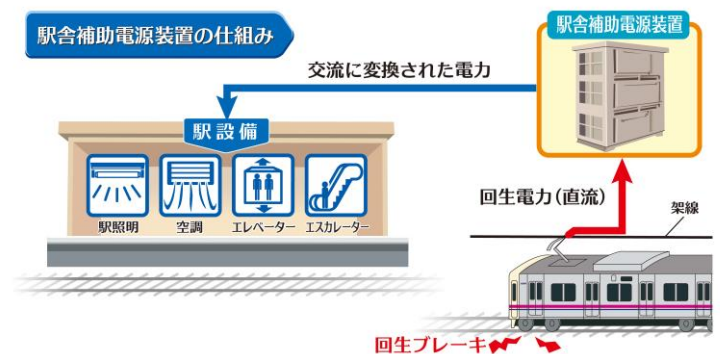 駅舎補助電源装置の仕組み
駅舎補助電源装置
交流に変換された電力
駅設備
駅照明
空調
エレベーター
エスカレーター
回生電力(直流)
架線
回生ブレーキ